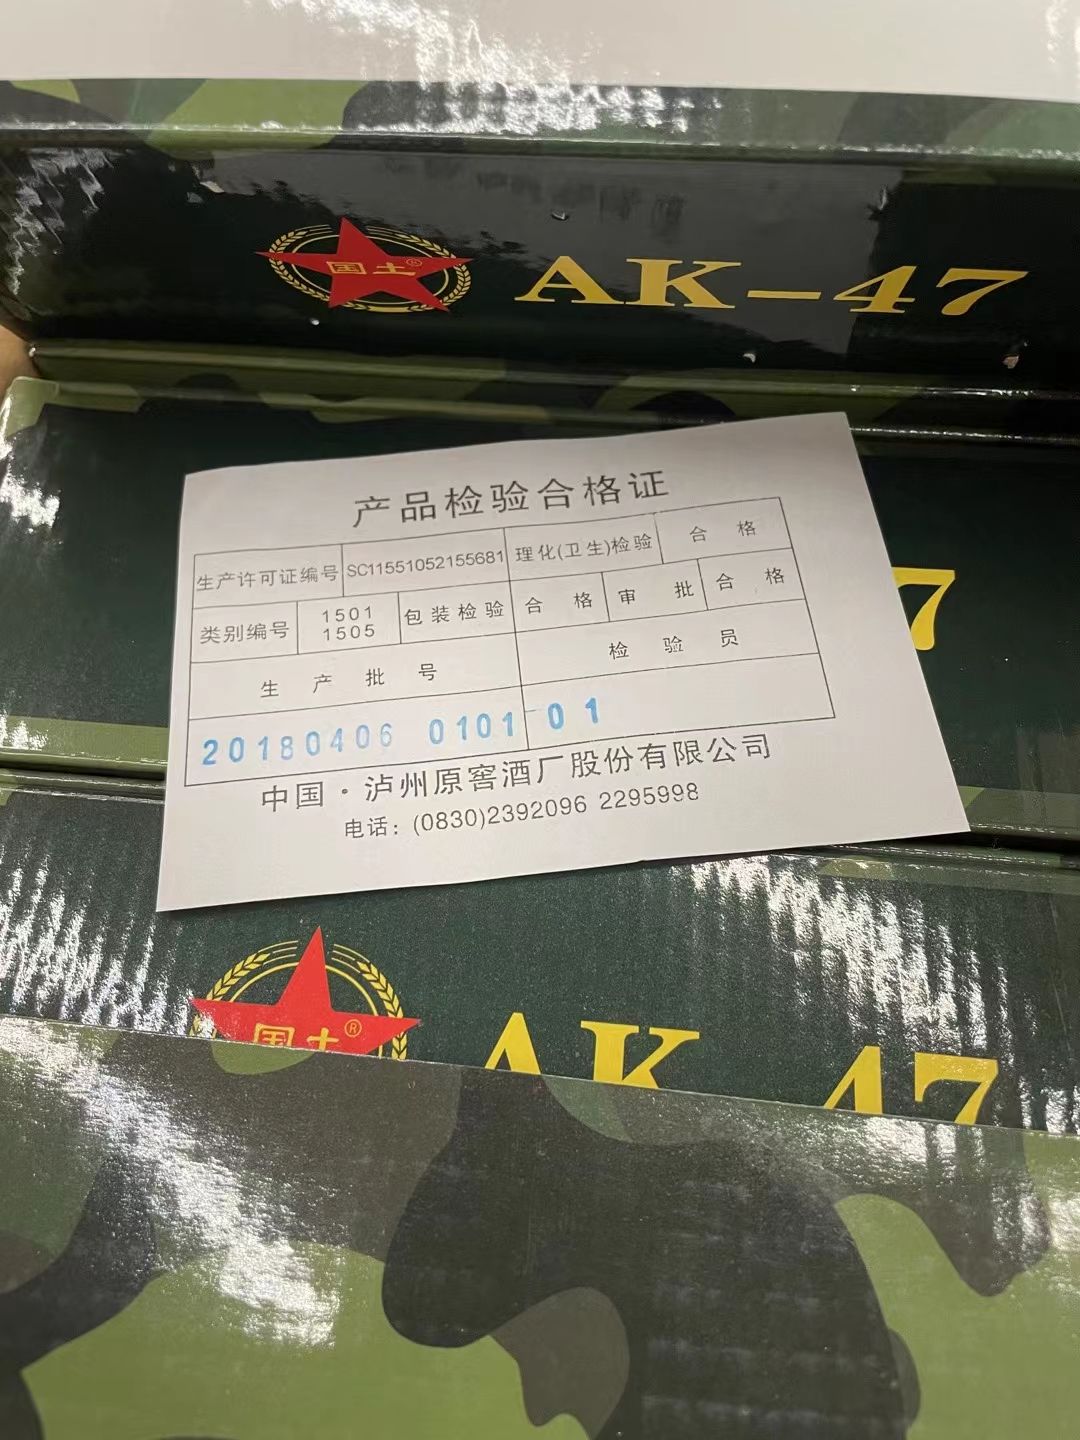 国土® AK-47
7
产品检验合格证
生产许可证编号 SC11551052155681 理化(卫生)检验 合格
类别编号 1501 1505 包装检验 合格 审批 合格
生产批号 检验员
20180406 0101-01
中国·泸州原窖酒厂股份有限公司
电话：(0830)2392096 2295998
国土® AK-47